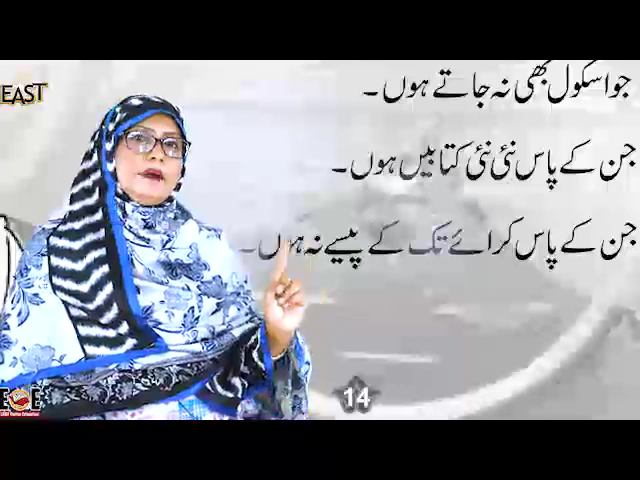 EAST
جو اسکول بھی نہ جاتے ہوں۔
جن کے پاس نئی نئی کتابیں ہوں۔
جن کے پاس کرائے تک کے پیسے نہ ہوں۔
14